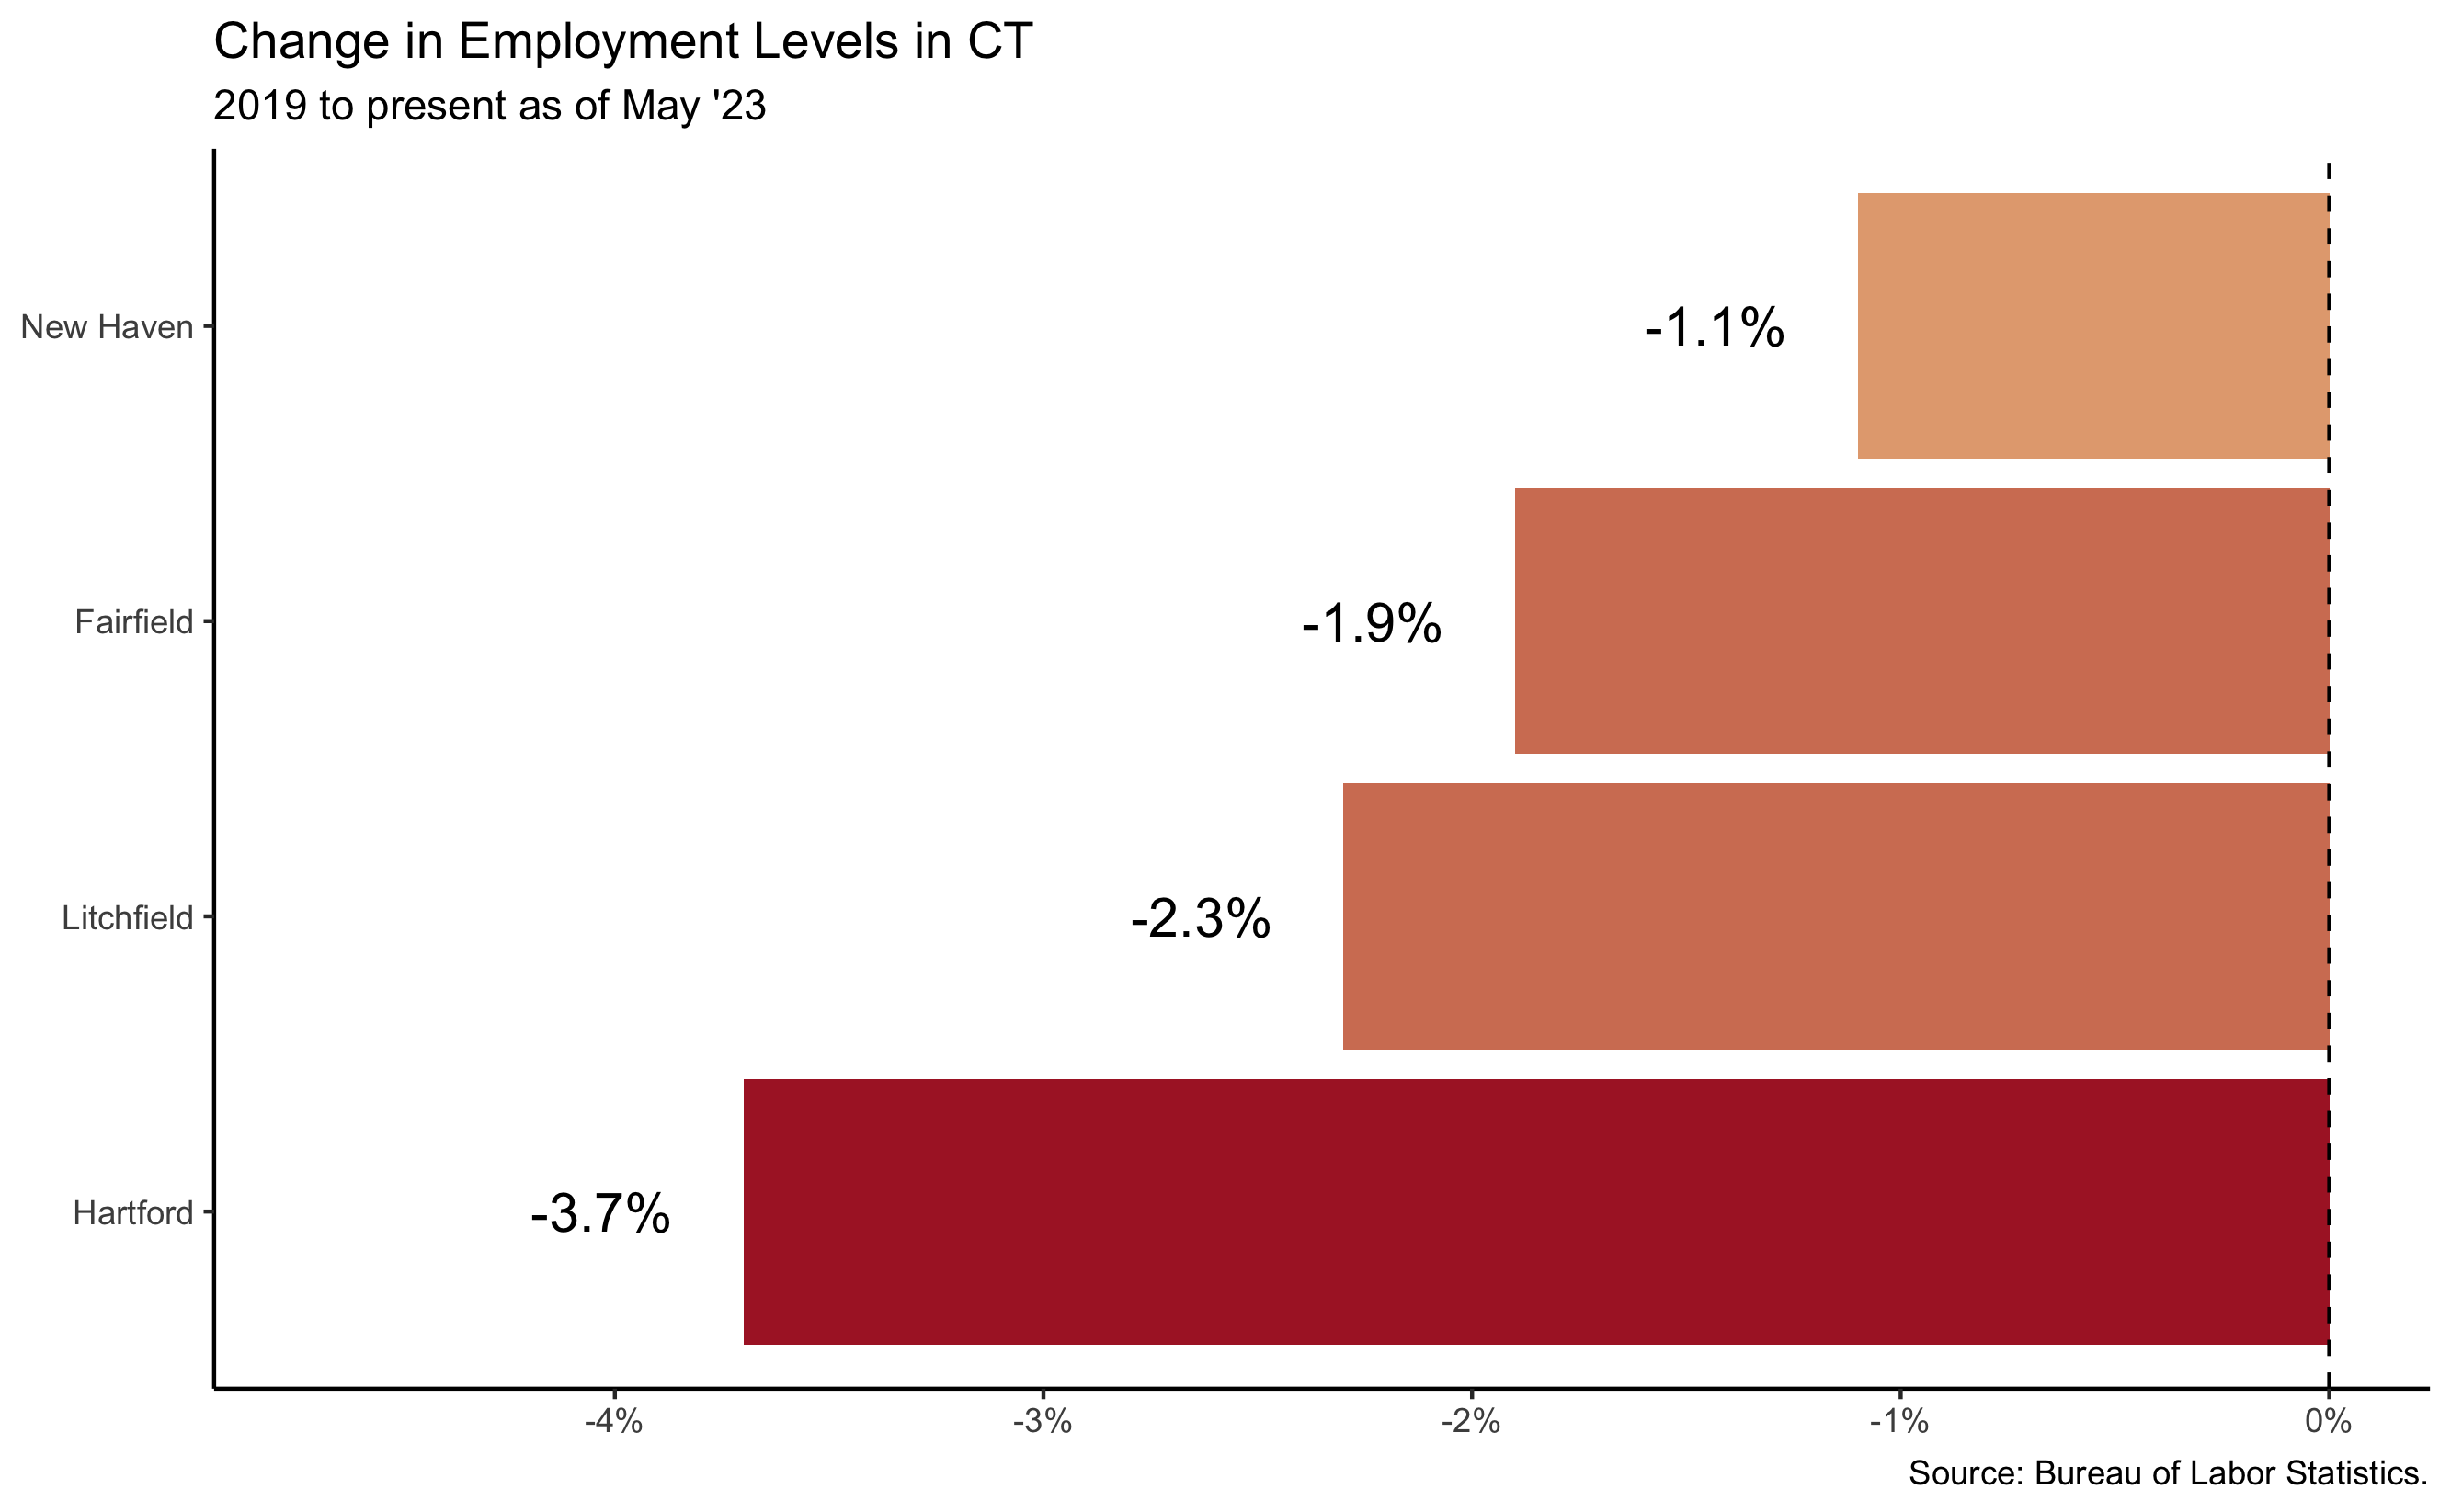 Change in Employment Levels in CT
2019 to present as of May '23
New Haven
-1.1%
Fairfield
-1.9%
Litchfield
-2.3%
Hartford
-3.7%
-4% -3% -2% -1% 0%
Source: Bureau of Labor Statistics.